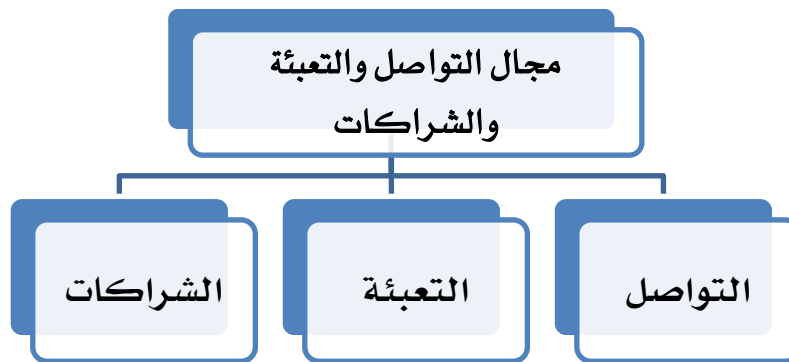 مجال التواصل والتعبئة
والشراكات
التواصل
التعبئة
الشراكات